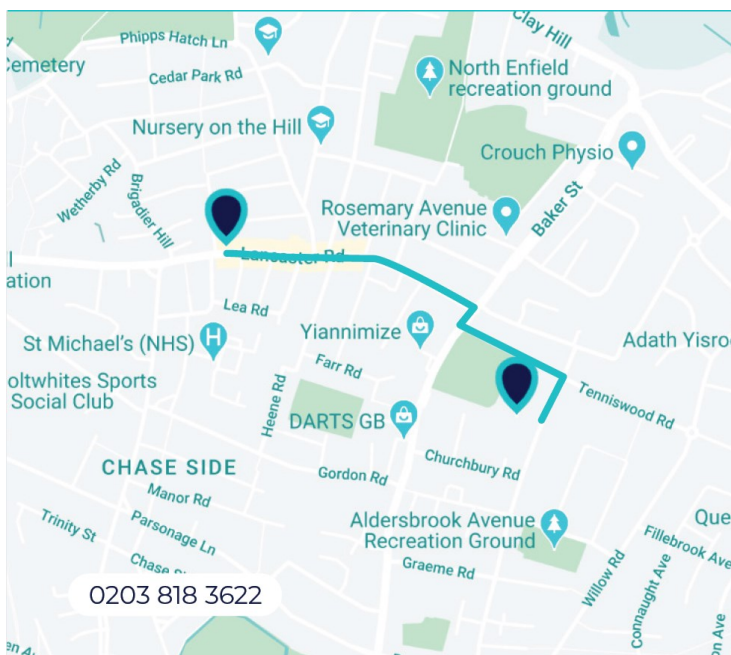 Clay Hill
Phipps Hatch Ln
Cemetery
Cedar Park Rd
North Enfield
recreation ground
Nursery on the Hill
Crouch Physio
Wetherby Rd
Brigadier Hill
Rosemary Avenue
Veterinary Clinic
Baker St
Lancaster Rd
l
ation
Lea Rd
St Michael's (NHS)
H
Yiannimize
Adath Yisro
Farr Rd
oltwhites Sports
Social Club
Heene Rd
DARTS GB
Tenniswood Rd
Churchbury Rd
CHASE SIDE
Gordon Rd
Manor Rd
Trinity St
Parsonage Ln
Aldersbrook Avenue
Recreation Ground
Que
Fillebrook Ave
Graeme Rd
Willow Rd
Connaught Ave
on Ave
0203 818 3622